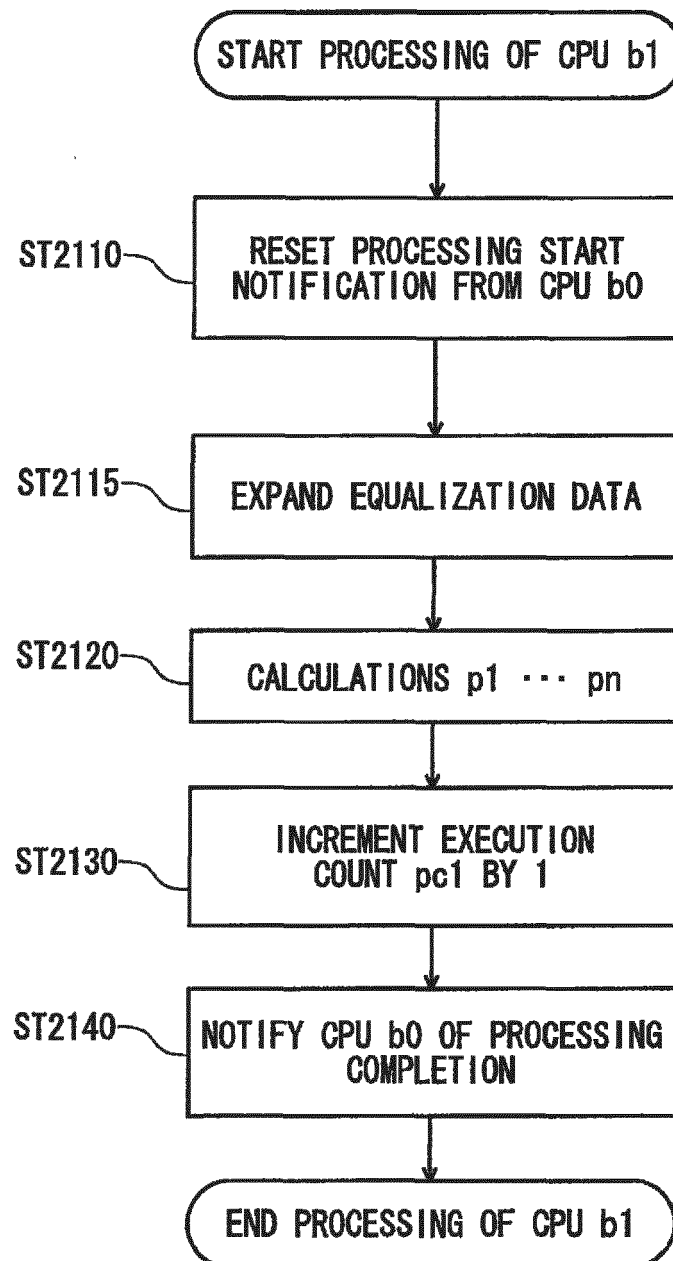 START PROCESSING OF CPU b1
ST2110
RESET PROCESSING START
NOTIFICATION FROM CPU b0
ST2115
EXPAND EQUALIZATION DATA
ST2120
CALCULATIONS p1 ··· pn
ST2130
INCREMENT EXECUTION
COUNT pc1 BY 1
ST2140
NOTIFY CPU b0 OF PROCESSING
COMPLETION
END PROCESSING OF CPU b1